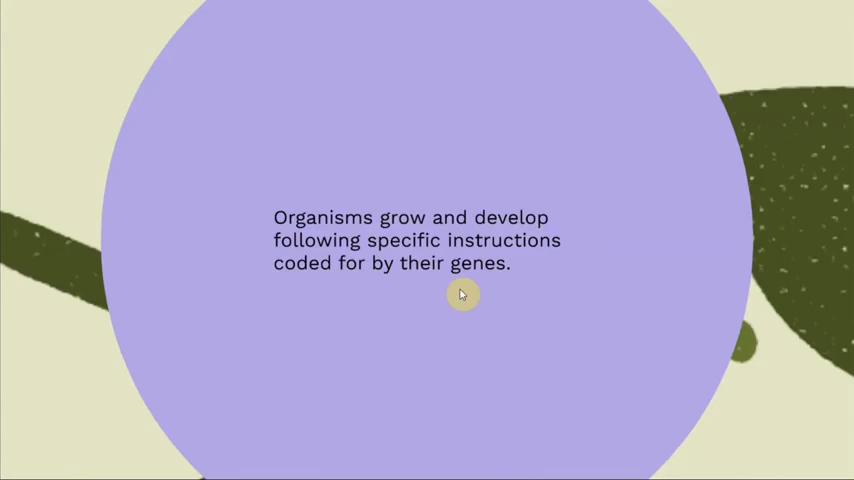 Organisms grow and develop
following specific instructions
coded for by their genes.